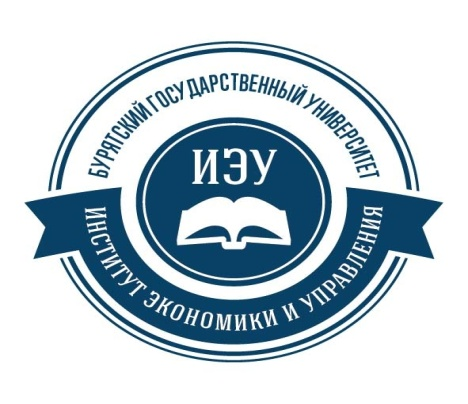 БУРЯТСКИЙ ГОСУДАРСТВЕННЫЙ УНИВЕРСИТЕТ
ИЭУ
ИНСТИТУТ ЭКОНОМИКИ И УПРАВЛЕНИЯ